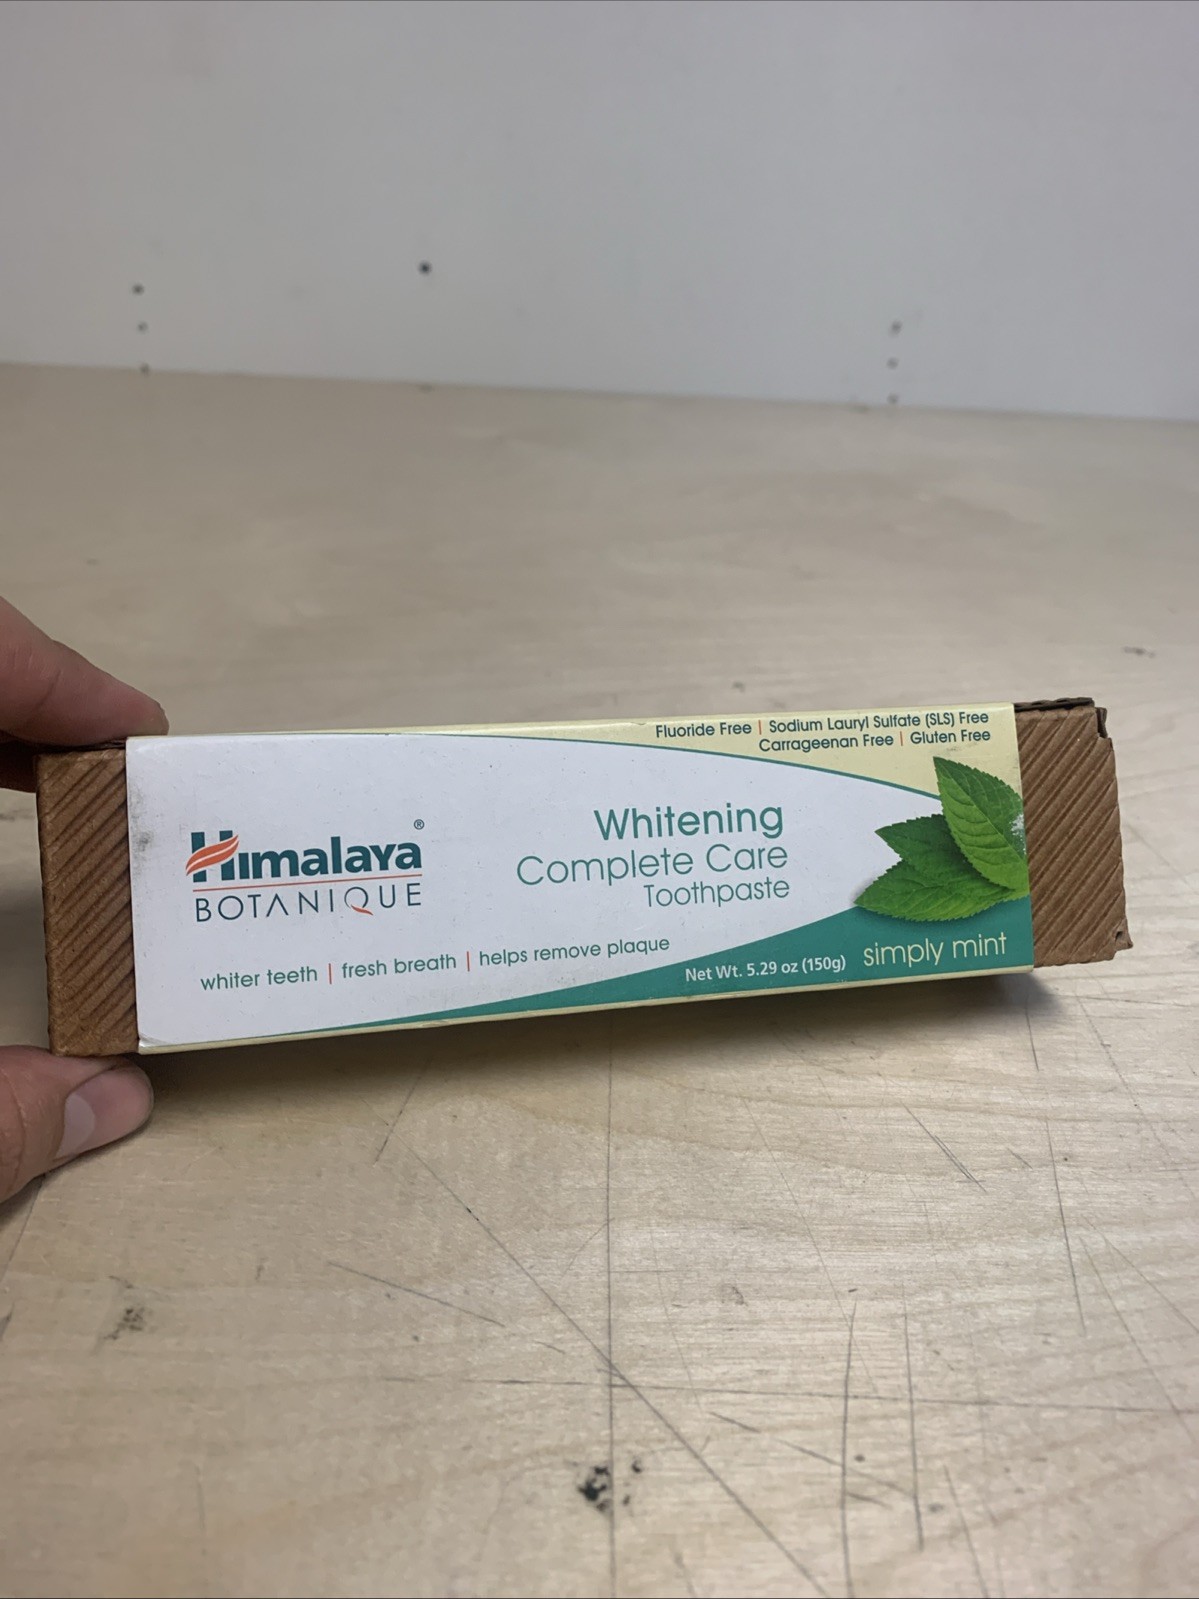 Fluoride Free | Sodium Lauryl Sulfate (SLS) Free
Carrageenan Free | Gluten Free
Himalaya®
BOTANIQUE
Whitening
Complete Care
Toothpaste
whiter teeth | fresh breath | helps remove plaque
Net Wt. 5.29 oz (150g)
simply mint